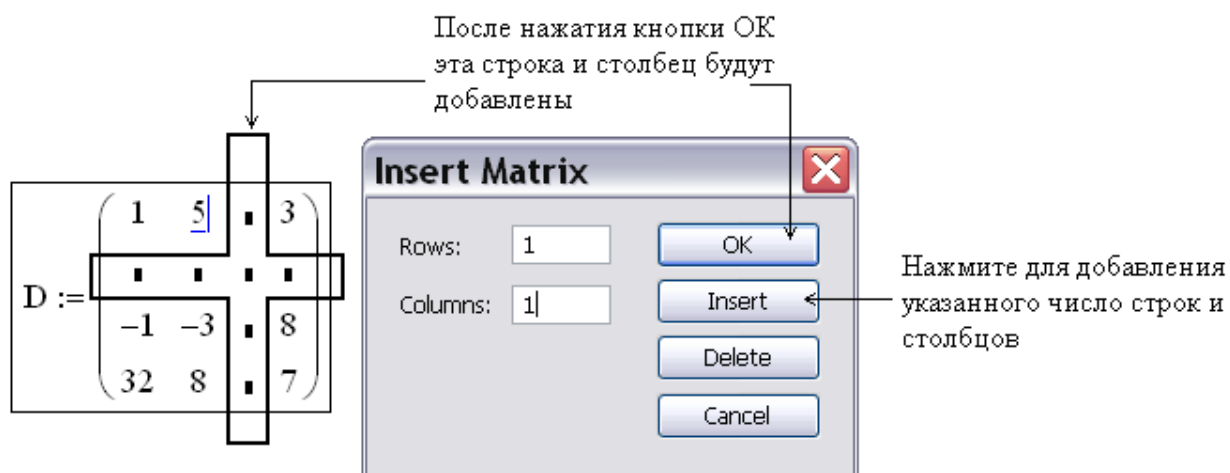 После нажатия кнопки ОК
эта строка и столбец будут
добавлены
Insert Matrix
Rows: 1
OK
Columns: 1
Insert
Delete
Cancel
Нажмите для добавления
указанного число строк и
столбцов
D :=
1 5 ▪ 3
▪ ▪ ▪ ▪
−1 −3 ▪ 8
32 8 ▪ 7